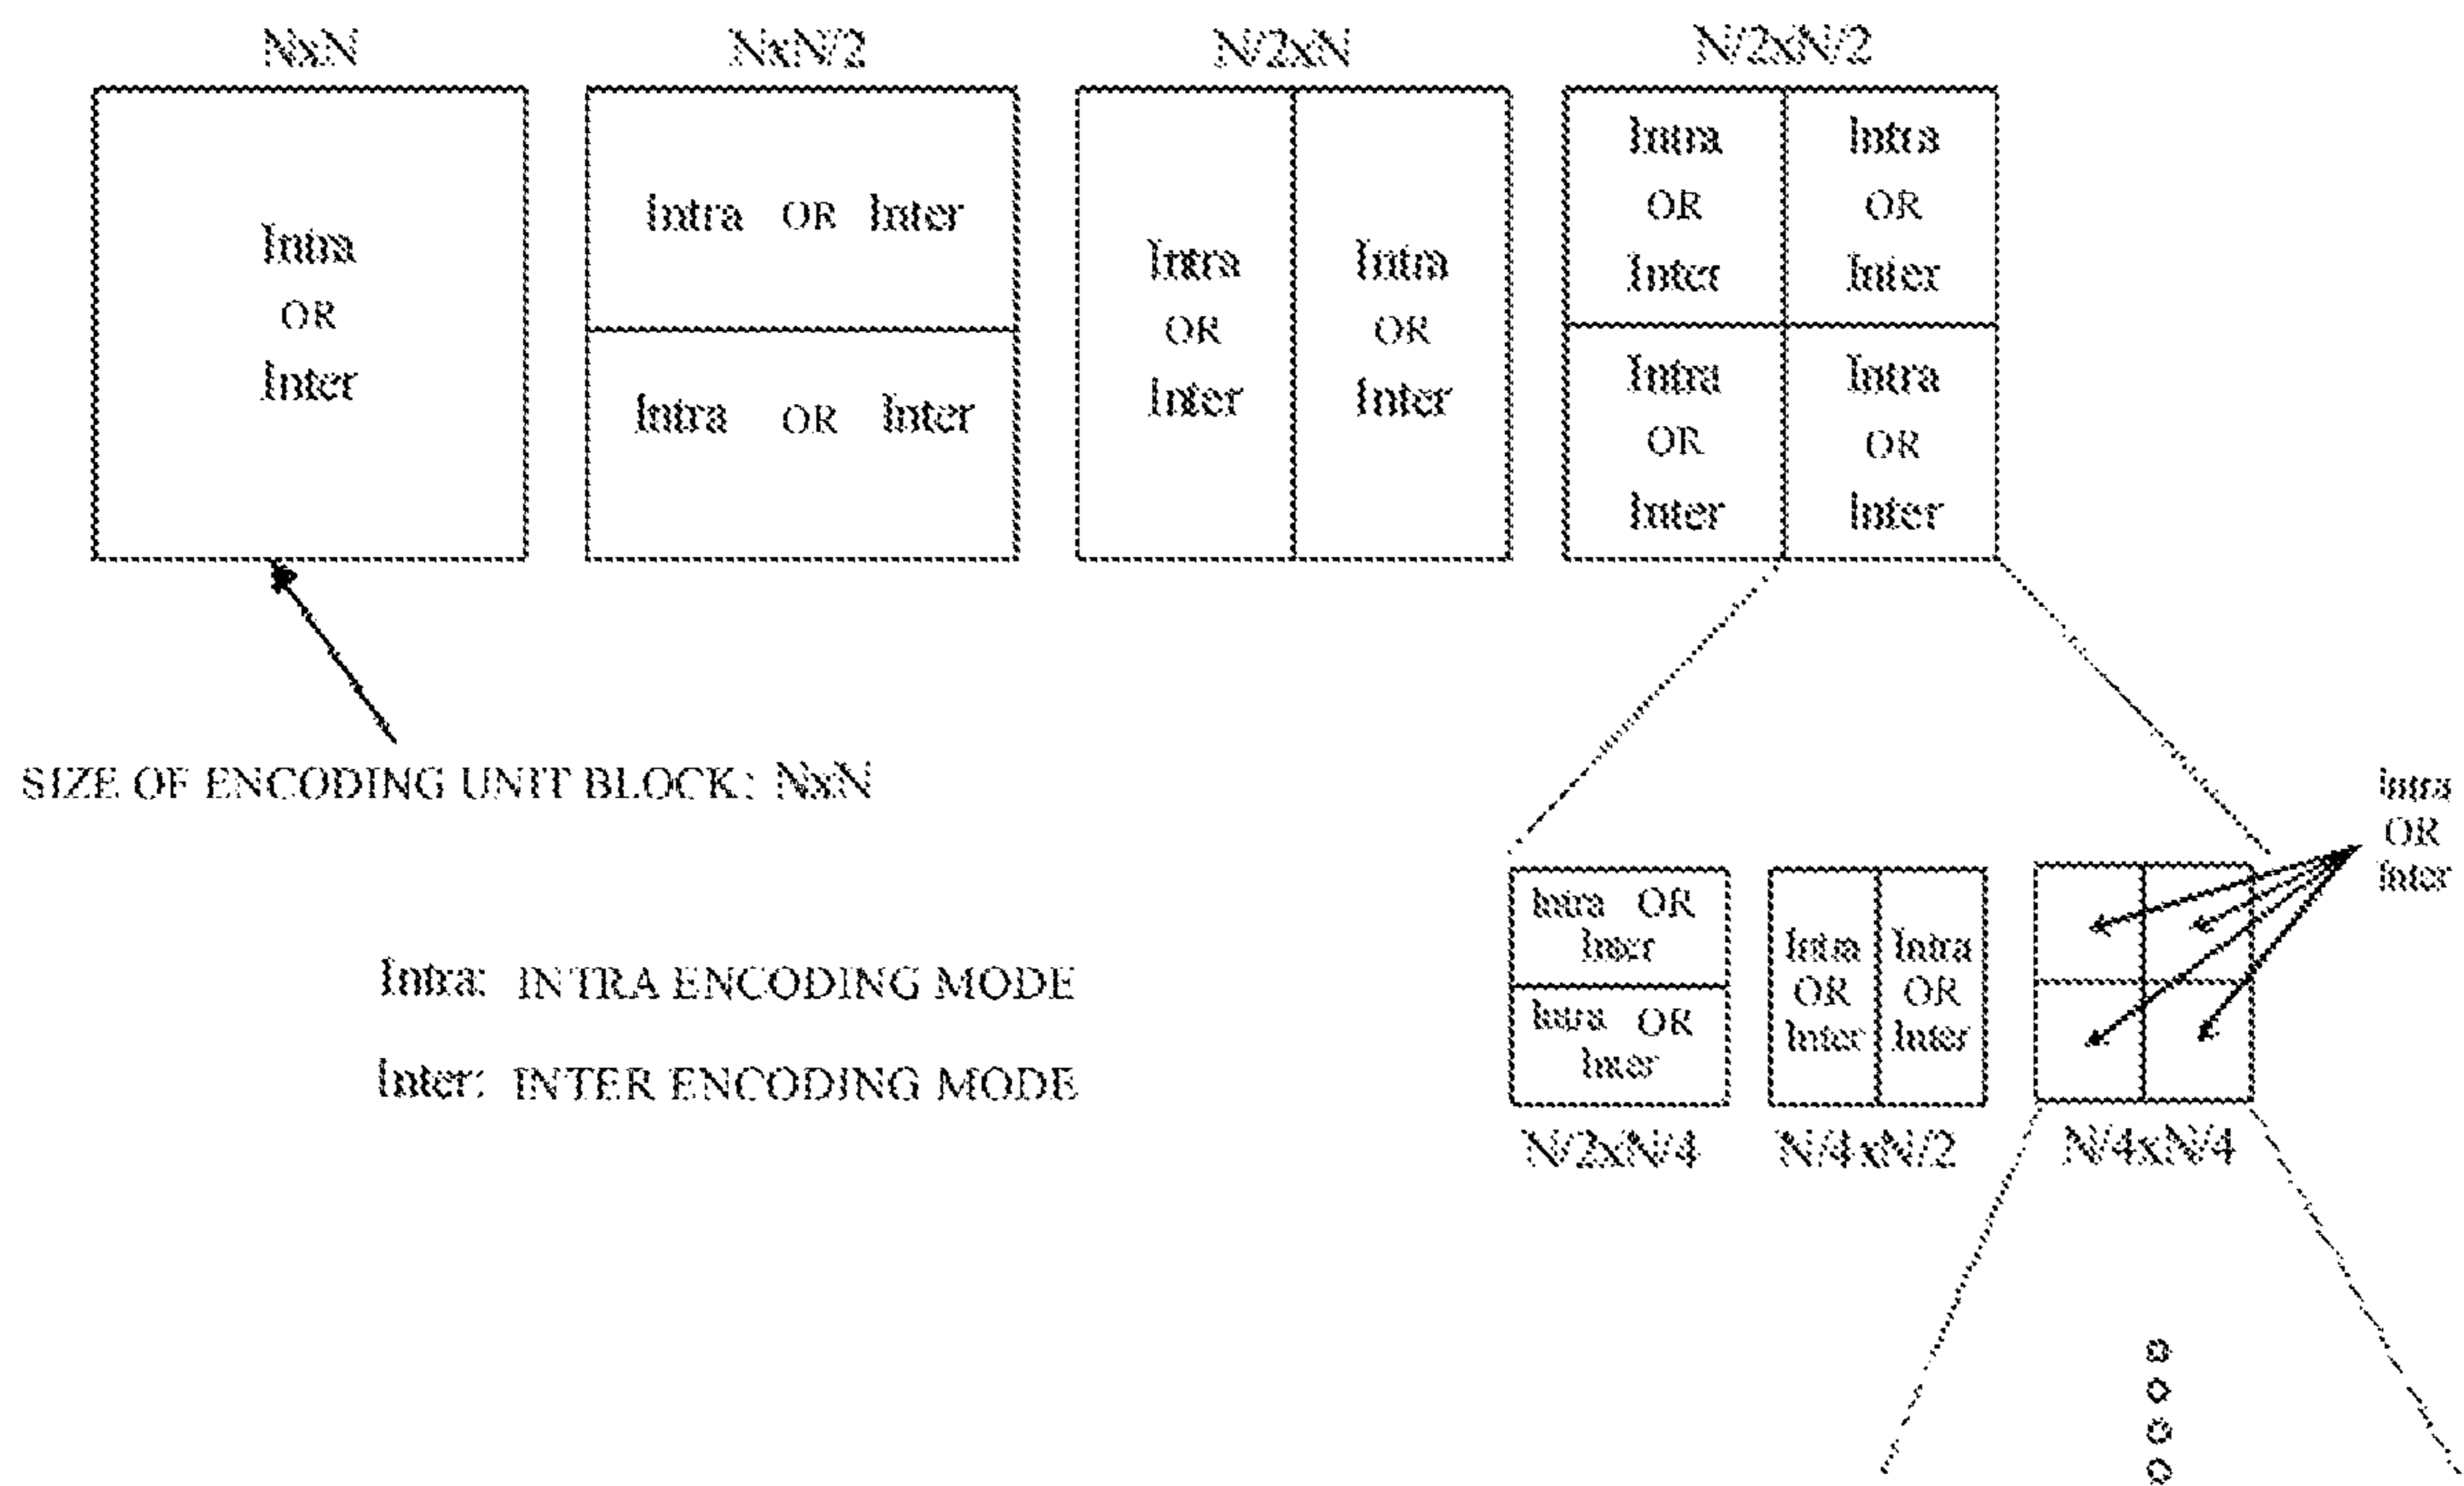 NxN
NxN/2
N/2xN
N/2xN/2
Intra
OR
Inter
Intra OR Inter
Intra OR Inter
Intra
OR
Inter
Intra
OR
Inter
Intra
OR
Inter
Intra
OR
Inter
Intra
OR
Inter
Intra
OR
Inter
SIZE OF ENCODING UNIT BLOCK: NxN
Intra: INTRA ENCODING MODE
Inter: INTER ENCODING MODE
Intra OR
Inter
Intra OR
Inter
Intra
OR
Inter
Intra
OR
Inter
Intra
OR
Inter
N/2xN/4
N/4xN/2
N/4xN/4